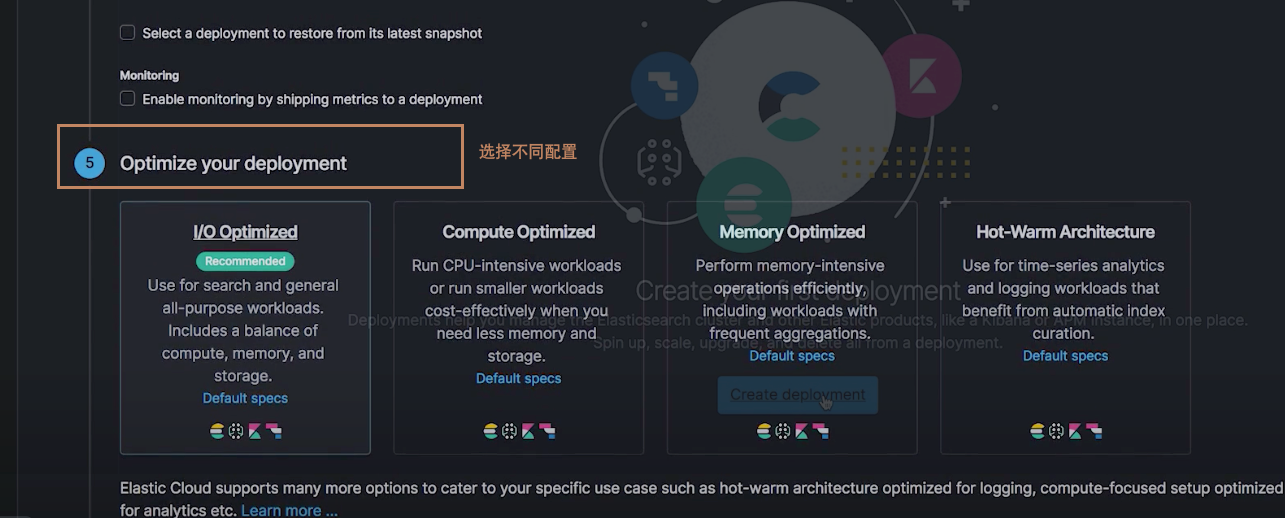 Select a deployment to restore from its latest snapshot
Monitoring
Enable monitoring by shipping metrics to a deployment
5
Optimize your deployment
选择不同配置
I/O Optimized
Recommended
Use for search and general
all-purpose workloads.
Includes a balance of
compute, memory, and
storage.
Default specs
Compute Optimized
Run CPU-intensive workloads
or run smaller workloads
cost-effectively when you
need less memory and
storage.
Default specs
Memory Optimized
Perform memory-intensive
operations efficiently,
including workloads with
frequent aggregations.
Default specs
Hot-Warm Architecture
Use for time-series analytics
and logging workloads that
benefit from automatic index
curation.
Default specs
Create your first deployment
Deployments help you manage the Elasticsearch cluster and other Elastic products, like a Kibana or APM instance, in one place.
Spin up, scale, upgrade, and delete all from a deployment.
Create deployment
Elastic Cloud supports many more options to cater to your specific use case such as hot-warm architecture optimized for logging, compute-focused setup optimized
for analytics etc. Learn more ...